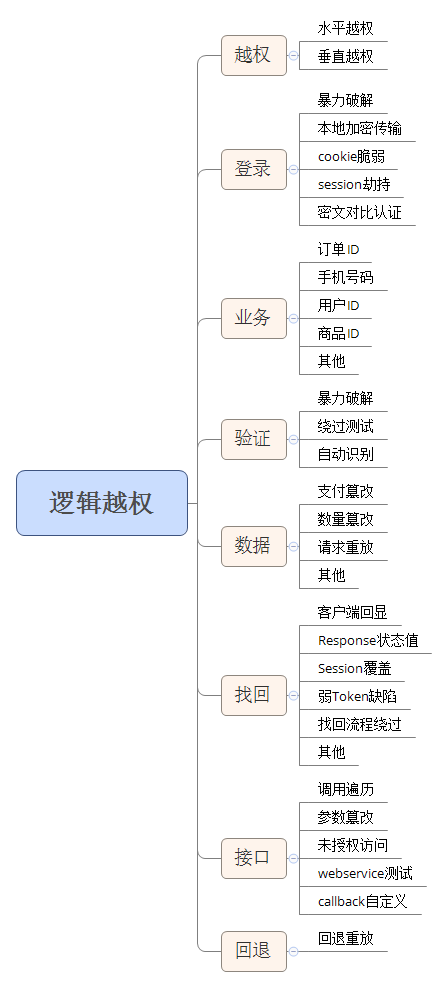 逻辑越权
越权
水平越权
垂直越权
登录
暴力破解
本地加密传输
cookie脆弱
session劫持
密文对比认证
业务
订单ID
手机号码
用户ID
商品ID
其他
验证
暴力破解
绕过测试
自动识别
数据
支付篡改
数量篡改
请求重放
其他
找回
客户端回显
Response状态值
Session覆盖
弱Token缺陷
找回流程绕过
其他
接口
调用遍历
参数篡改
未授权访问
webservice测试
callback自定义
回退
回退重放